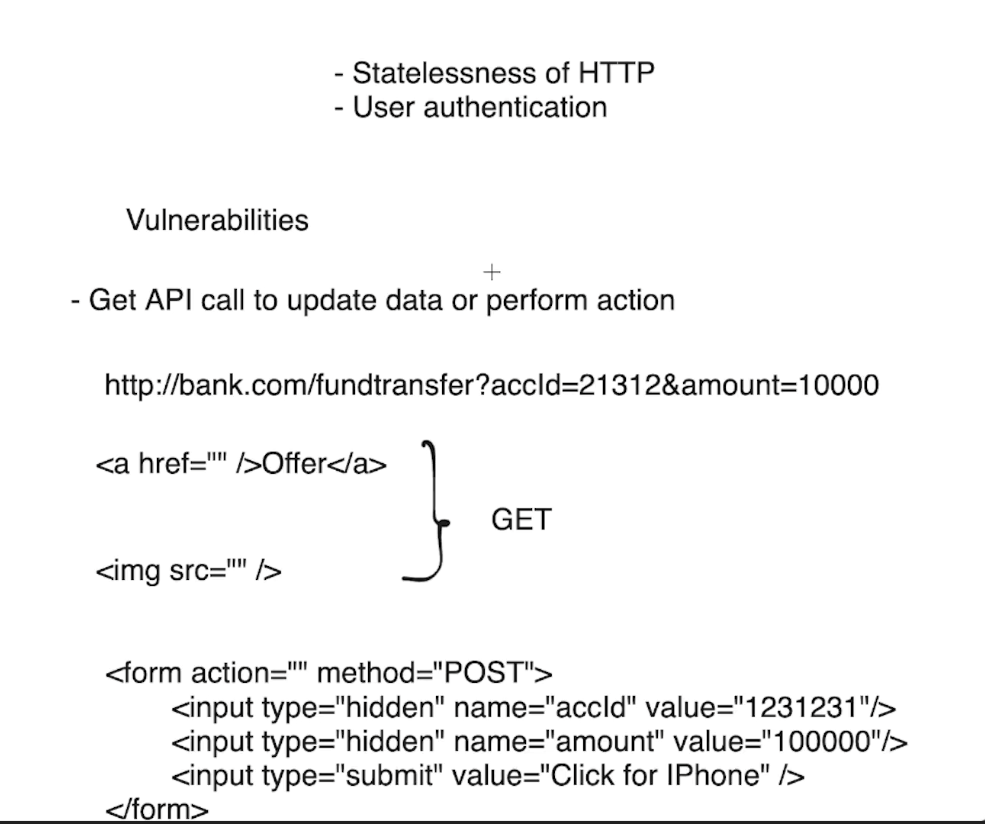 - Statelessness of HTTP
- User authentication
Vulnerabilities
- Get API call to update data or perform action
http://bank.com/fundtransfer?accId=21312&amount=10000
<a href="" />Offer</a>
GET
<img src="" />
<form action="" method="POST">
<input type="hidden" name="accId" value="1231231"/>
<input type="hidden" name="amount" value="100000"/>
<input type="submit" value="Click for IPhone" />
</form>